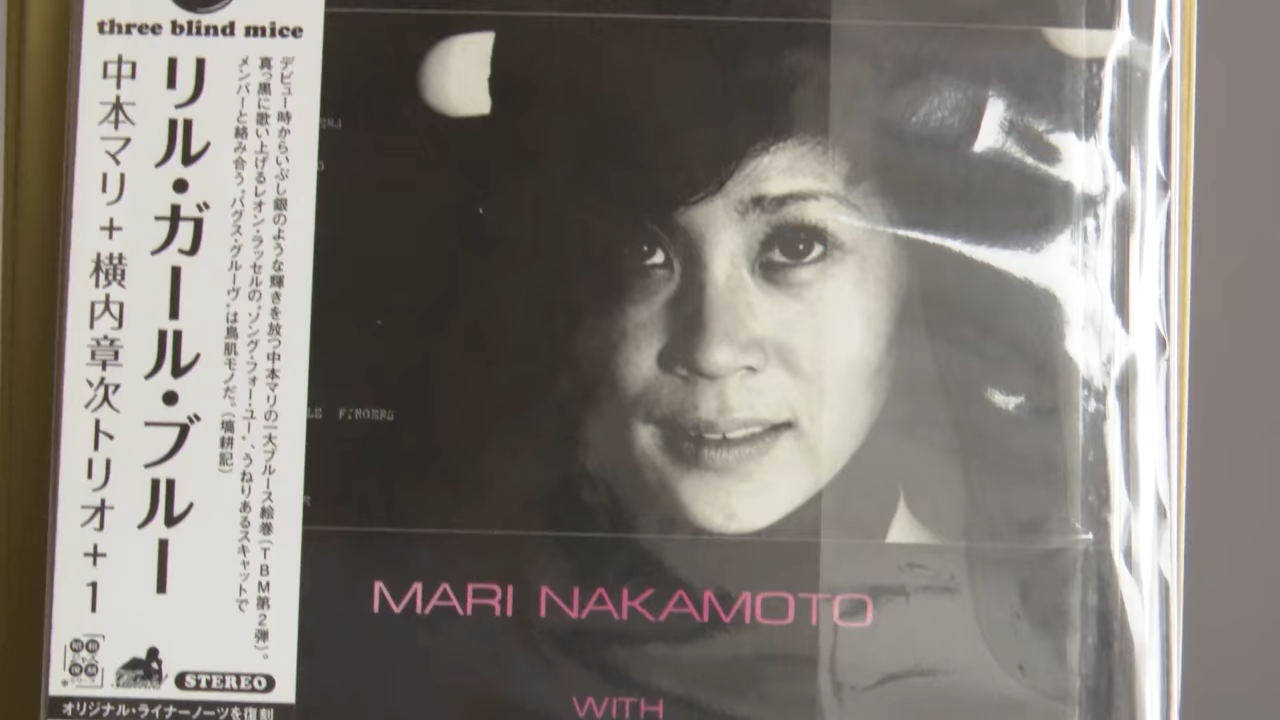 three blind mice
デビュー時からいぶし銀のような輝きを放つ中本マリの一大ブルース絵巻(TBM第2弾)。
真っ黒に歌い上げるレオン・ラッセルの“ソング・フォー・ユー”、うねりあるスキャットで
メンバーと絡み合う“バグス・グルーヴ”は鳥肌モノだ。(塙耕記)
リル・ガール・ブルー
中本マリ+横内章次トリオ+1
STEREO
オリジナル・ライナーノーツを復刻
FINGERS
MARI NAKAMOTO
WITH